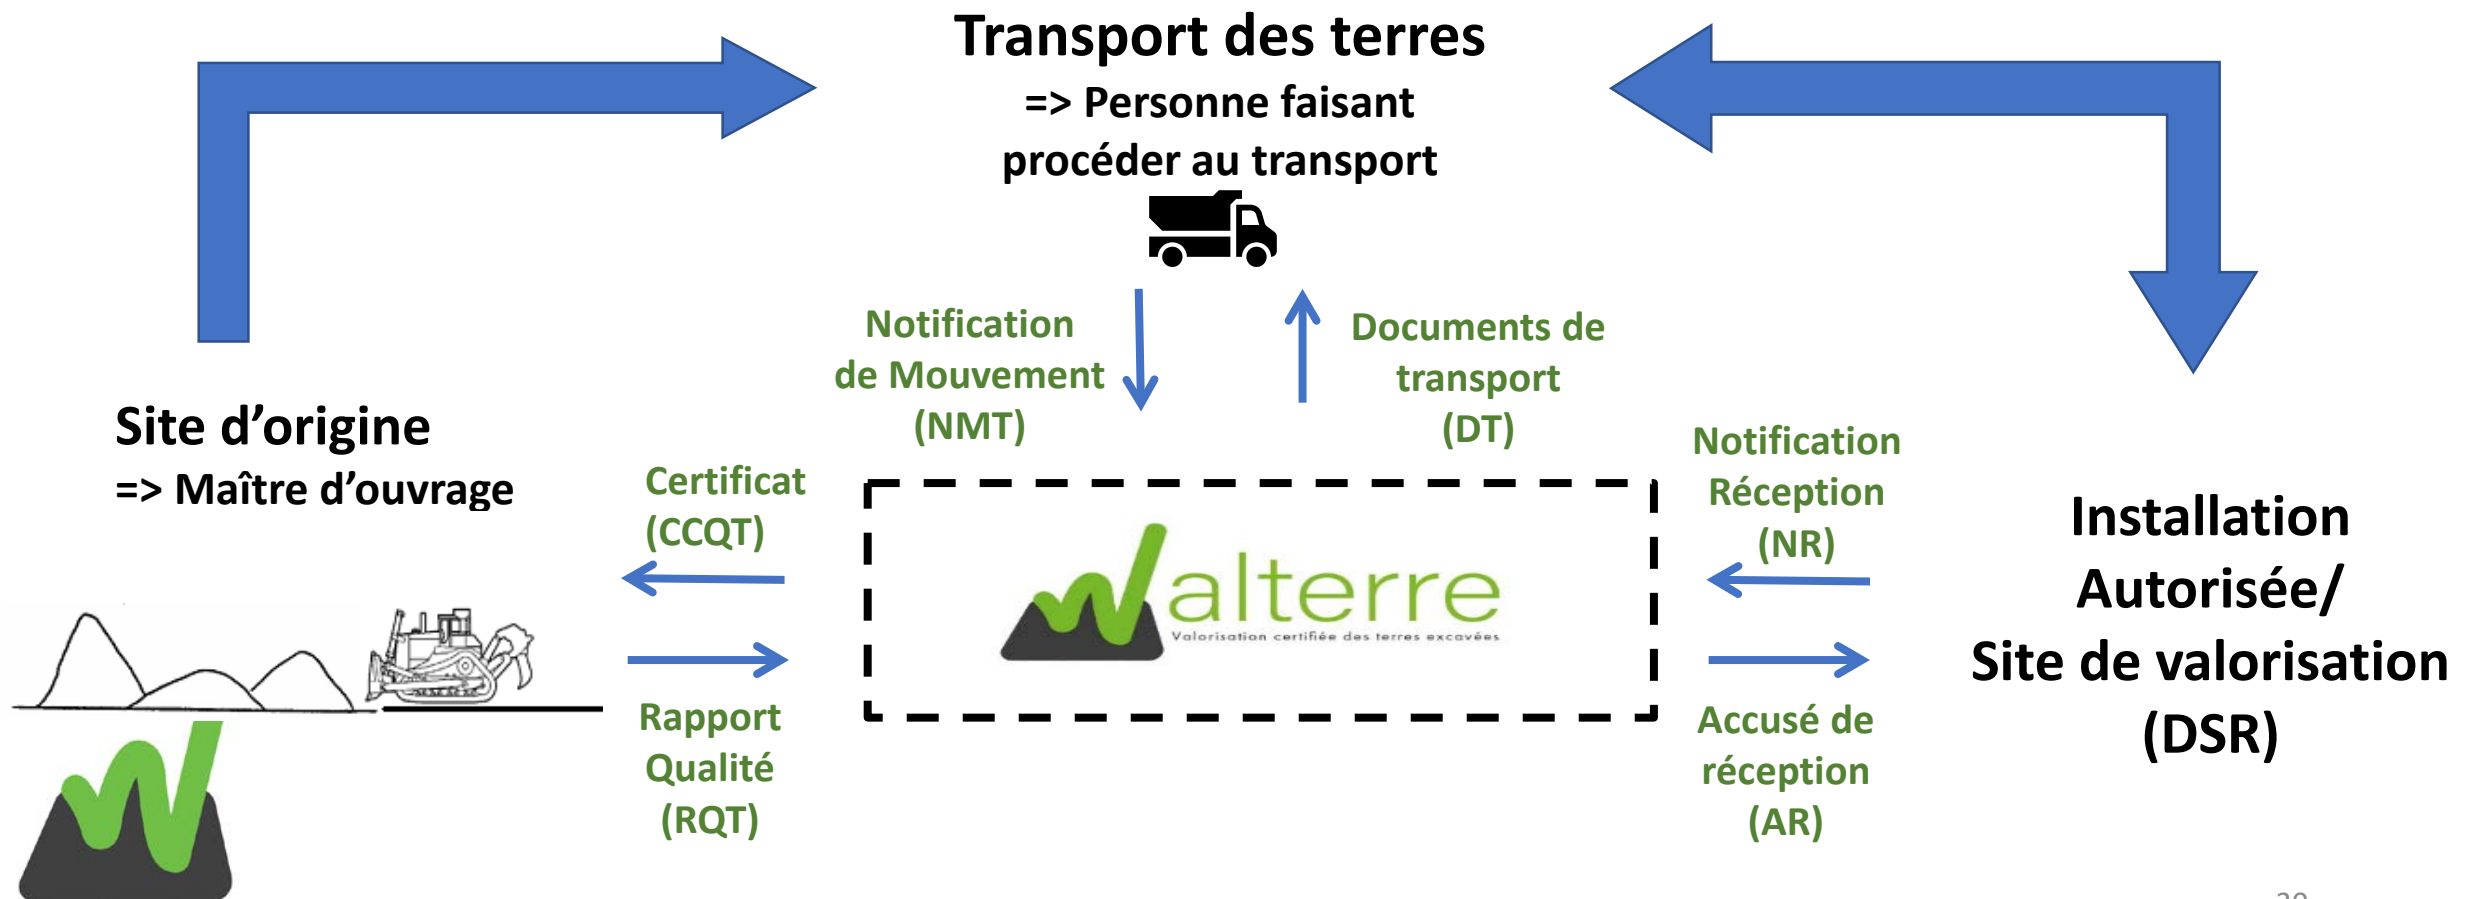 Transport des terres
=> Personne faisant
procéder au transport
Notification
de Mouvement
(NMT)
Documents de
transport
(DT)
Site d’origine
=> Maître d’ouvrage
Certificat
(CCQT)
Rapport
Qualité
(RQT)
Walterre
Valorisation certifiée des terres excavées
Notification
Réception
(NR)
Accusé de
réception
(AR)
Installation
Autorisée/
Site de valorisation
(DSR)